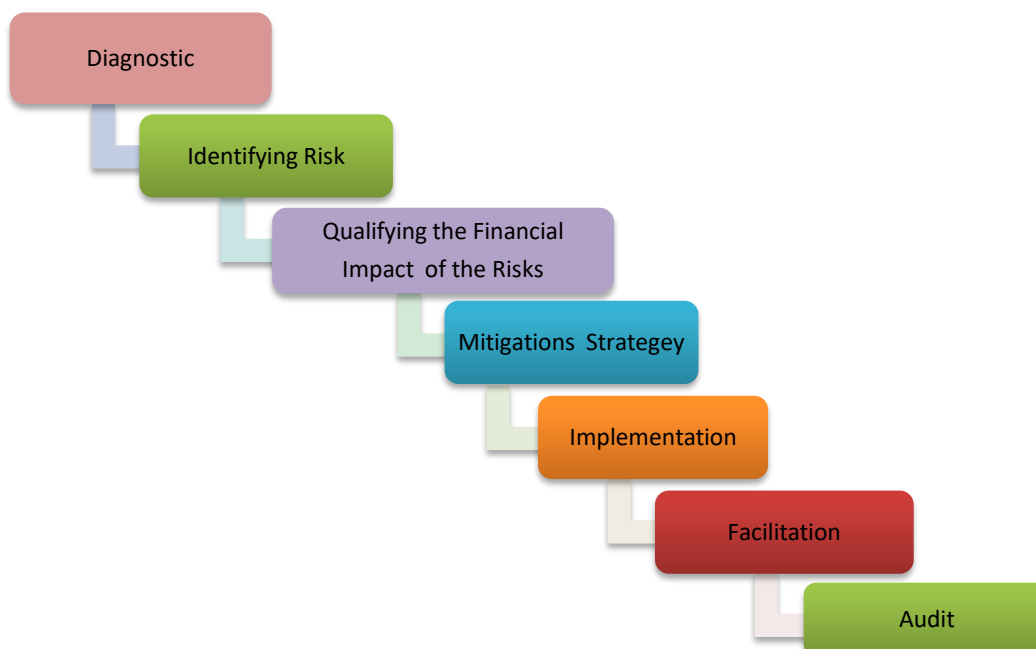 Diagnostic
Identifying Risk
Qualifying the Financial
Impact  of the Risks
Mitigations  Strategey
Implementation
Facilitation
Audit